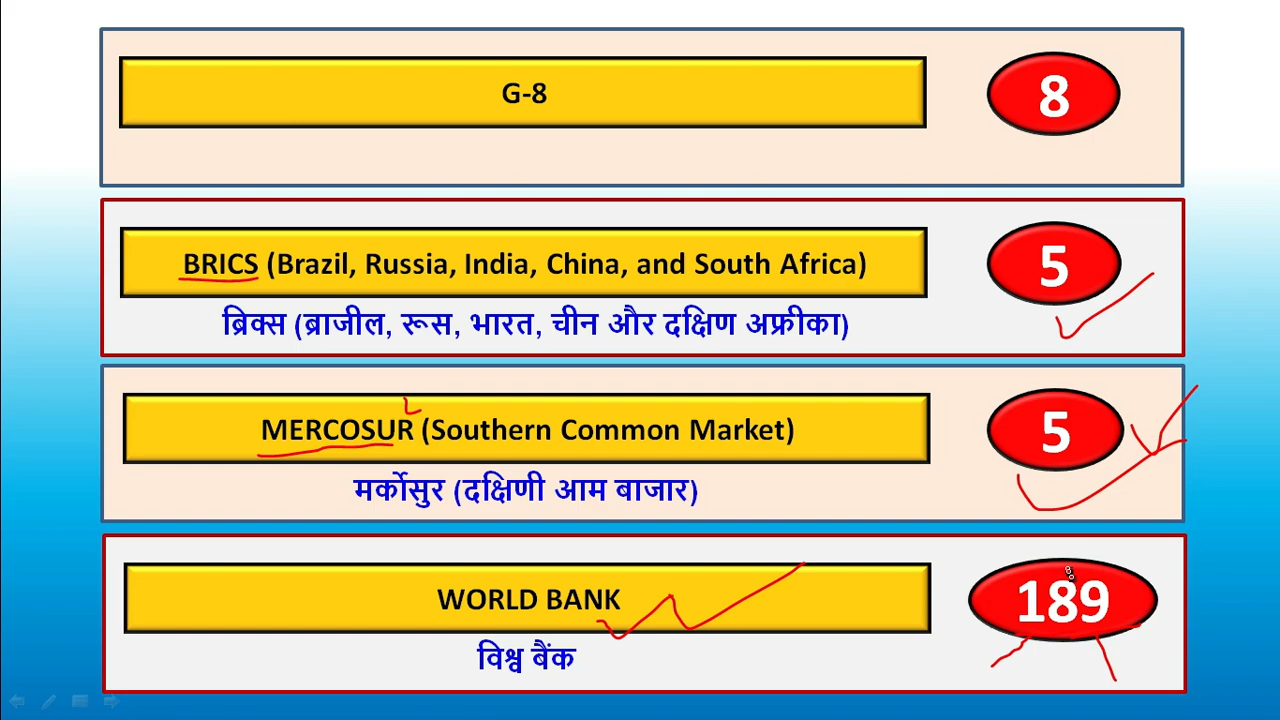 G-8
8
BRICS (Brazil, Russia, India, China, and South Africa)
5
ब्रिक्स (ब्राजील, रूस, भारत, चीन और दक्षिण अफ्रीका)
MERCOSUR (Southern Common Market)
5
मर्कोसुर (दक्षिणी आम बाजार)
WORLD BANK
189
विश्व बैंक